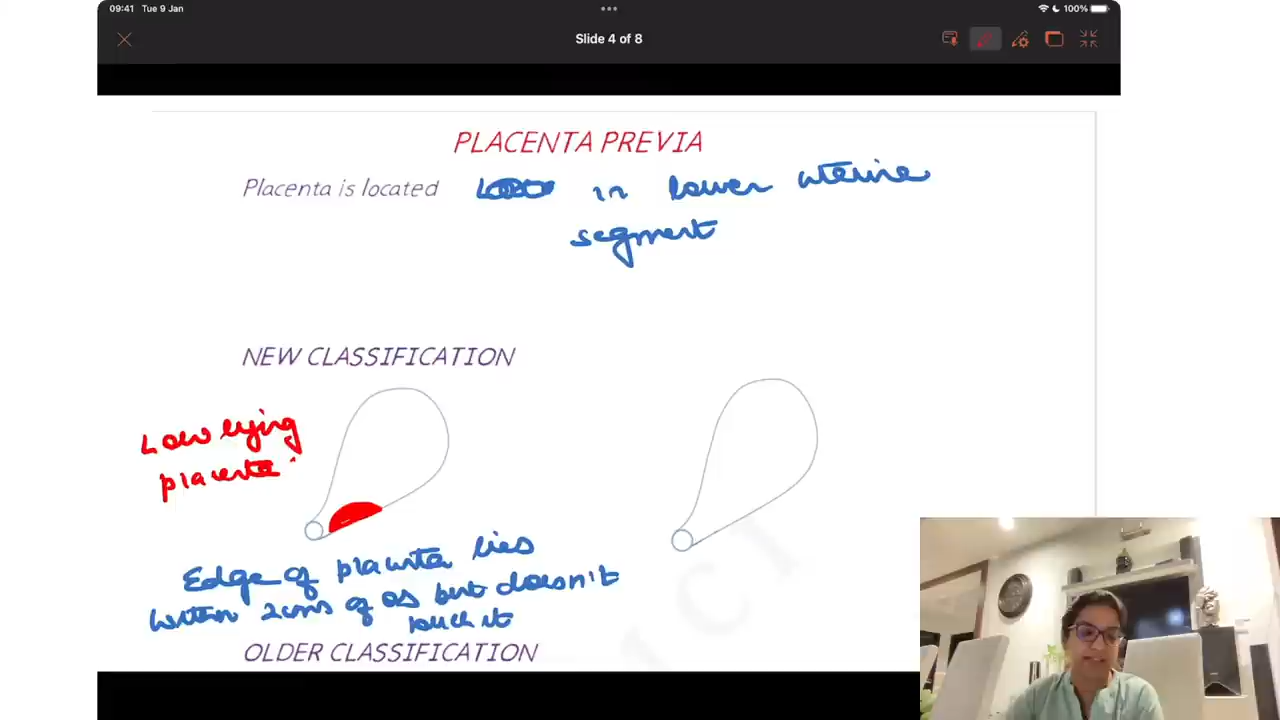 09:41 Tue 9 Jan
100%
Slide 4 of 8
PLACENTA PREVIA
Placenta is located in lower uterine
segment
NEW CLASSIFICATION
Low lying
placenta
Edge of placenta lies
within 2cms of os but doesn't
touch it
OLDER CLASSIFICATION